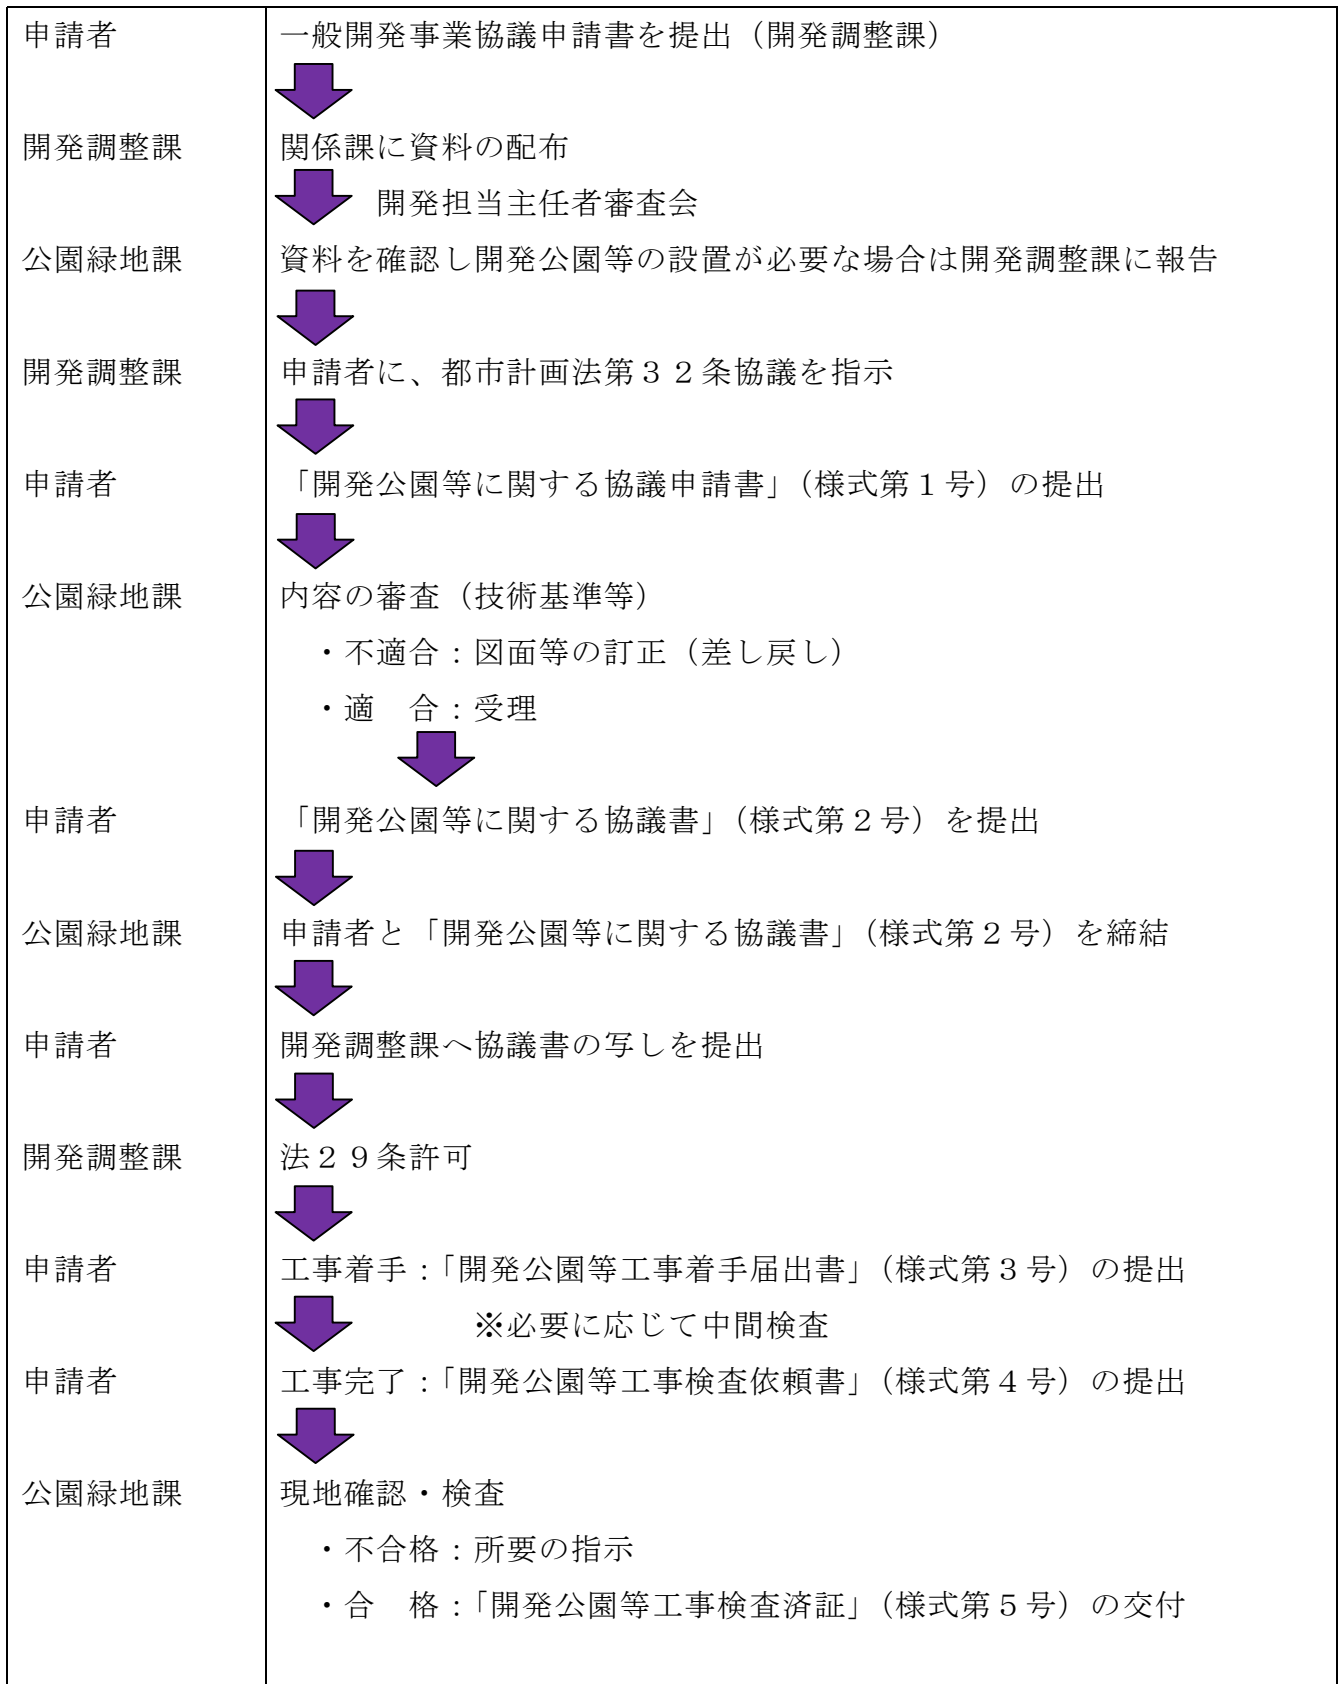 申請者　一般開発事業協議申請書を提出（開発調整課）
開発調整課　関係課に資料の配布
開発担当主任者審査会
公園緑地課　資料を確認し開発公園等の設置が必要な場合は開発調整課に報告
開発調整課　申請者に、都市計画法第３２条協議を指示
申請者　「開発公園等に関する協議申請書」（様式第１号）の提出
公園緑地課　内容の審査（技術基準等）
・不適合：図面等の訂正（差し戻し）
・適　合：受理
申請者　「開発公園等に関する協議書」（様式第２号）を提出
公園緑地課　申請者と「開発公園等に関する協議書」（様式第２号）を締結
申請者　開発調整課へ協議書の写しを提出
開発調整課　法２９条許可
申請者　工事着手：「開発公園等工事着手届出書」（様式第３号）の提出
※必要に応じて中間検査
申請者　工事完了：「開発公園等工事検査依頼書」（様式第４号）の提出
公園緑地課　現地確認・検査
・不合格：所要の指示
・合　格：「開発公園等工事検査済証」（様式第５号）の交付